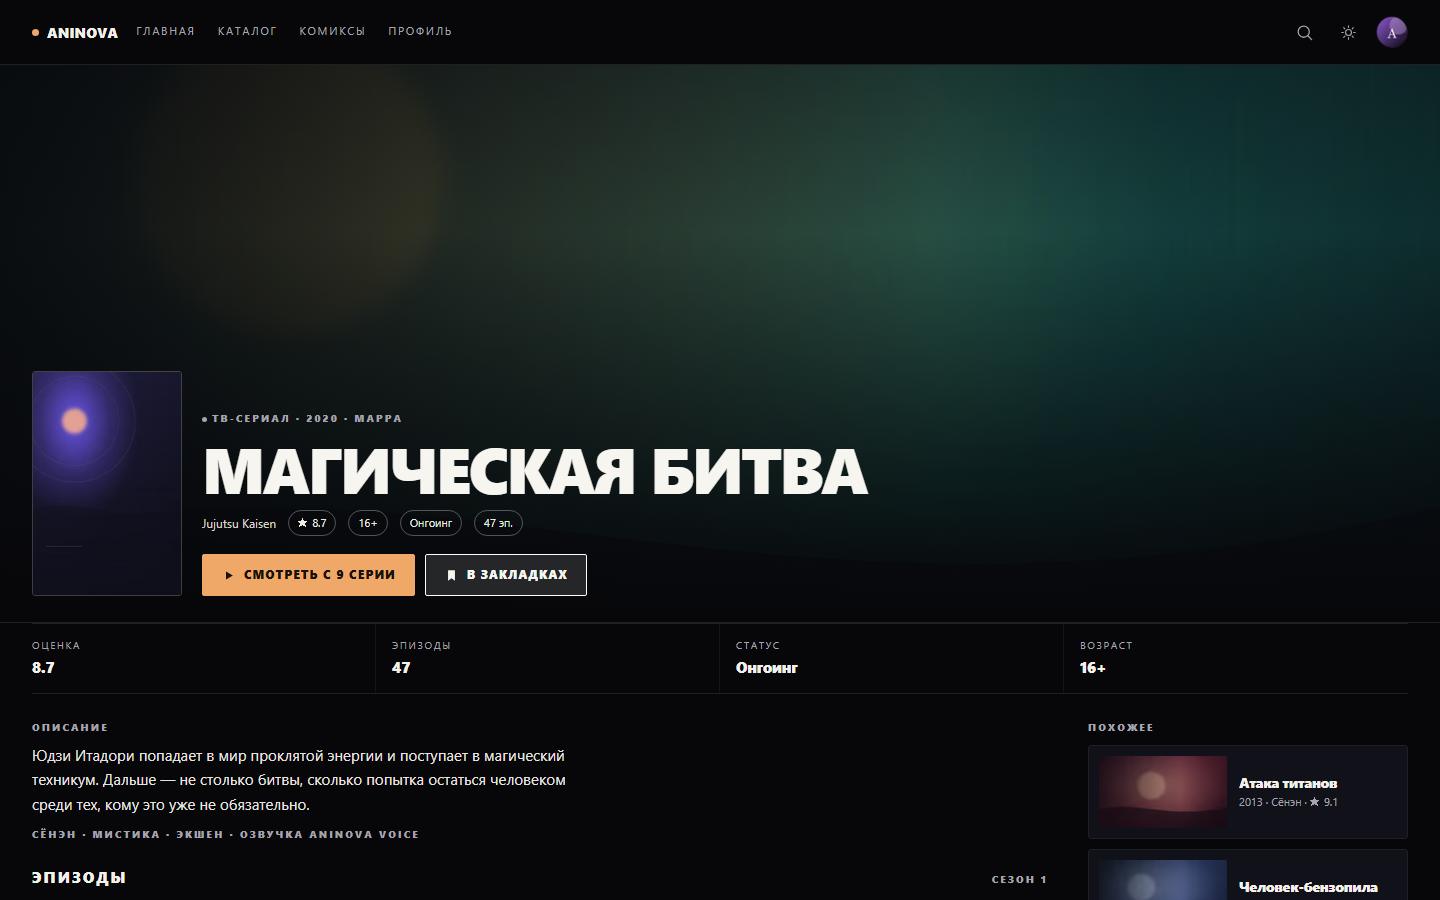 ANINOVA ГЛАВНАЯ КАТАЛОГ КОМИКСЫ ПРОФИЛЬ A
ТВ-СЕРИАЛ · 2020 · MAPPA
МАГИЧЕСКАЯ БИТВА
Jujutsu Kaisen ★ 8.7 16+ Онгоинг 47 эп.
СМОТРЕТЬ С 9 СЕРИИ В ЗАКЛАДКАХ
ОЦЕНКА ЭПИЗОДЫ СТАТУС ВОЗРАСТ
8.7 47 Онгоинг 16+
ОПИСАНИЕ
Юдзи Итадори попадает в мир проклятой энергии и поступает в магический
техникум. Дальше — не столько битвы, сколько попытка остаться человеком
среди тех, кому это уже не обязательно.
СЁНЭН · МИСТИКА · ЭКШЕН · ОЗВУЧКА ANINOVA VOICE
ЭПИЗОДЫ СЕЗОН 1
ПОХОЖЕЕ
Атака титанов
2013 · Сёнэн · ★ 9.1
Человек-бензопила